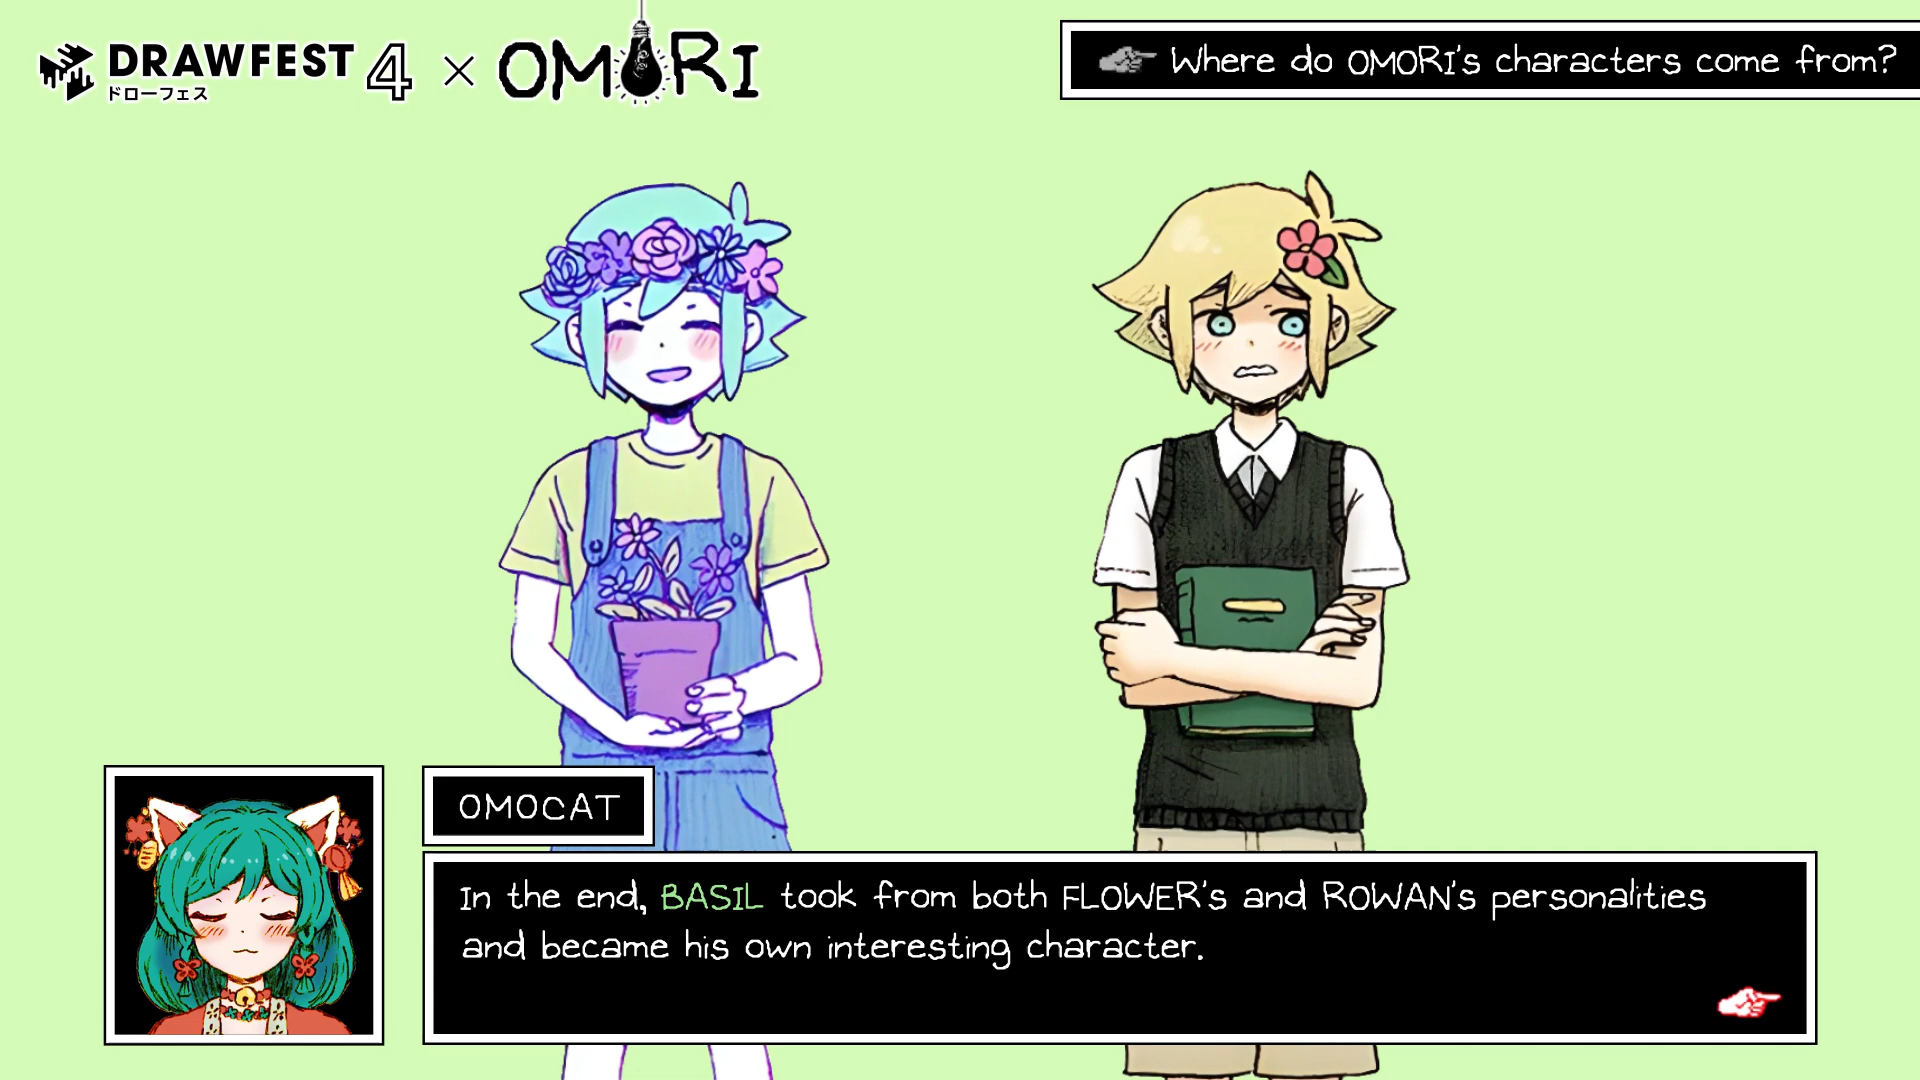 DRAWFEST 4 × OMORI
ドローフェス
Where do OMORI's characters come from?
OMOCAT
In the end, BASIL took from both FLOWER's and ROWAN's personalities
and became his own interesting character.